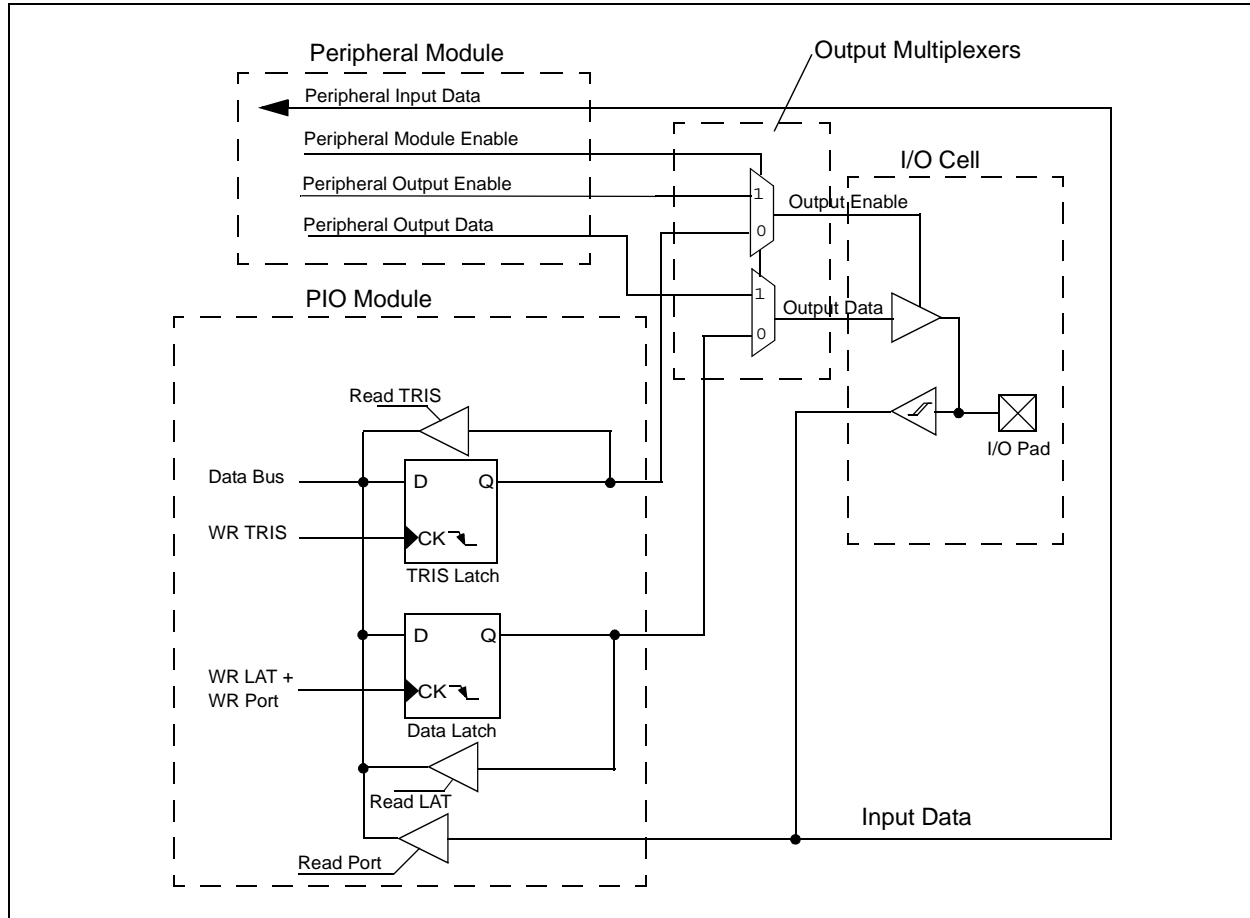 Peripheral Module
Output Multiplexers
Peripheral Input Data
Peripheral Module Enable
I/O Cell
Peripheral Output Enable
1
Output Enable
Peripheral Output Data
0
PIO Module
1
Output Data
0
Read TRIS
I/O Pad
Data Bus
D
Q
WR TRIS
CK
TRIS Latch
D
Q
WR LAT +
WR Port
CK
Data Latch
Read LAT
Input Data
Read Port